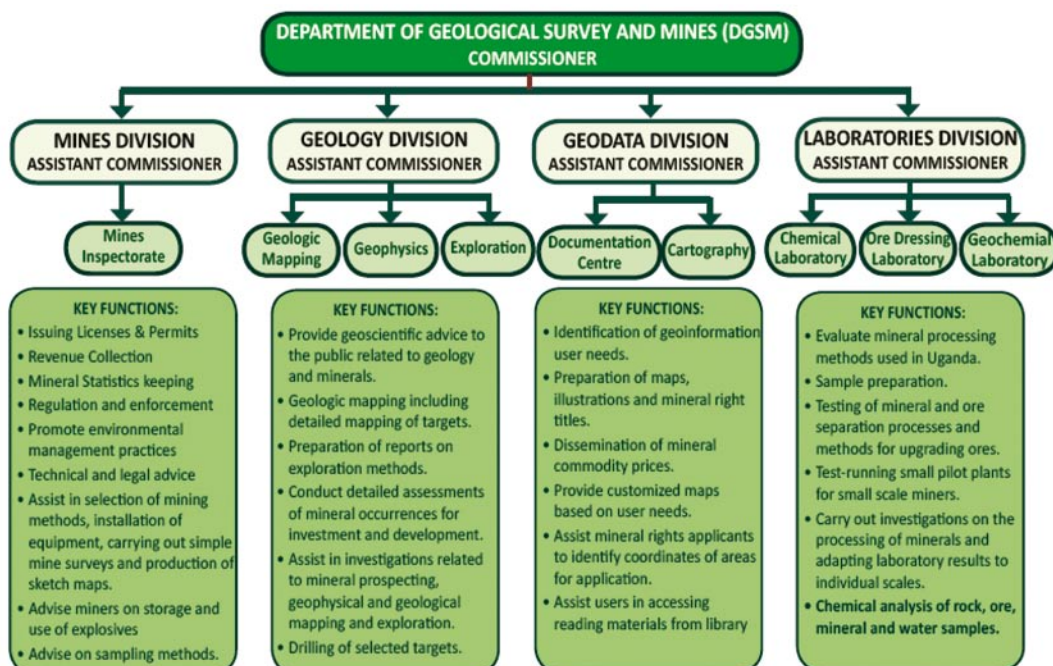 DEPARTMENT OF GEOLOGICAL SURVEY AND MINES (DGSM)
COMMISSIONER
MINES DIVISION
ASSISTANT COMMISSIONER
GEOLOGY DIVISION
ASSISTANT COMMISSIONER
GEODATA DIVISION
ASSISTANT COMMISSIONER
LABORATORIES DIVISION
ASSISTANT COMMISSIONER
Mines
Inspectorate
Geologic
Mapping
Geophysics
Exploration
Documentation
Centre
Cartography
Chemical
Laboratory
Ore Dressing
Laboratory
Geochemial
Laboratory
KEY FUNCTIONS:
• Issuing Licenses & Permits
• Revenue Collection
• Mineral Statistics keeping
• Regulation and enforcement
• Promote environmental
management practices
• Technical and legal advice
• Assist in selection of mining
methods, installation of
equipment, carrying out simple
mine surveys and production of
sketch maps.
• Advise miners on storage and
use of explosives
• Advise on sampling methods.
KEY FUNCTIONS:
• Provide geoscientific advice to
the public related to geology
and minerals.
• Geologic mapping including
detailed mapping of targets.
• Preparation of reports on
exploration methods.
• Conduct detailed assessments
of mineral occurrences for
investment and development.
• Assist in investigations related
to mineral prospecting,
geophysical and geological
mapping and exploration.
• Drilling of selected targets.
KEY FUNCTIONS:
• Identification of geoinformation
user needs.
• Preparation of maps,
illustrations and mineral right
titles.
• Dissemination of mineral
commodity prices.
• Provide customized maps
based on user needs.
• Assist mineral rights applicants
to identify coordinates of areas
for application.
• Assist users in accessing
reading materials from library
KEY FUNCTIONS:
• Evaluate mineral processing
methods used in Uganda.
• Sample preparation.
• Testing of mineral and ore
separation processes and
methods for upgrading ores.
• Test-running small pilot plants
for small scale miners.
• Carry out investigations on the
processing of minerals and
adapting laboratory results to
individual scales.
• Chemical analysis of rock, ore,
mineral and water samples.